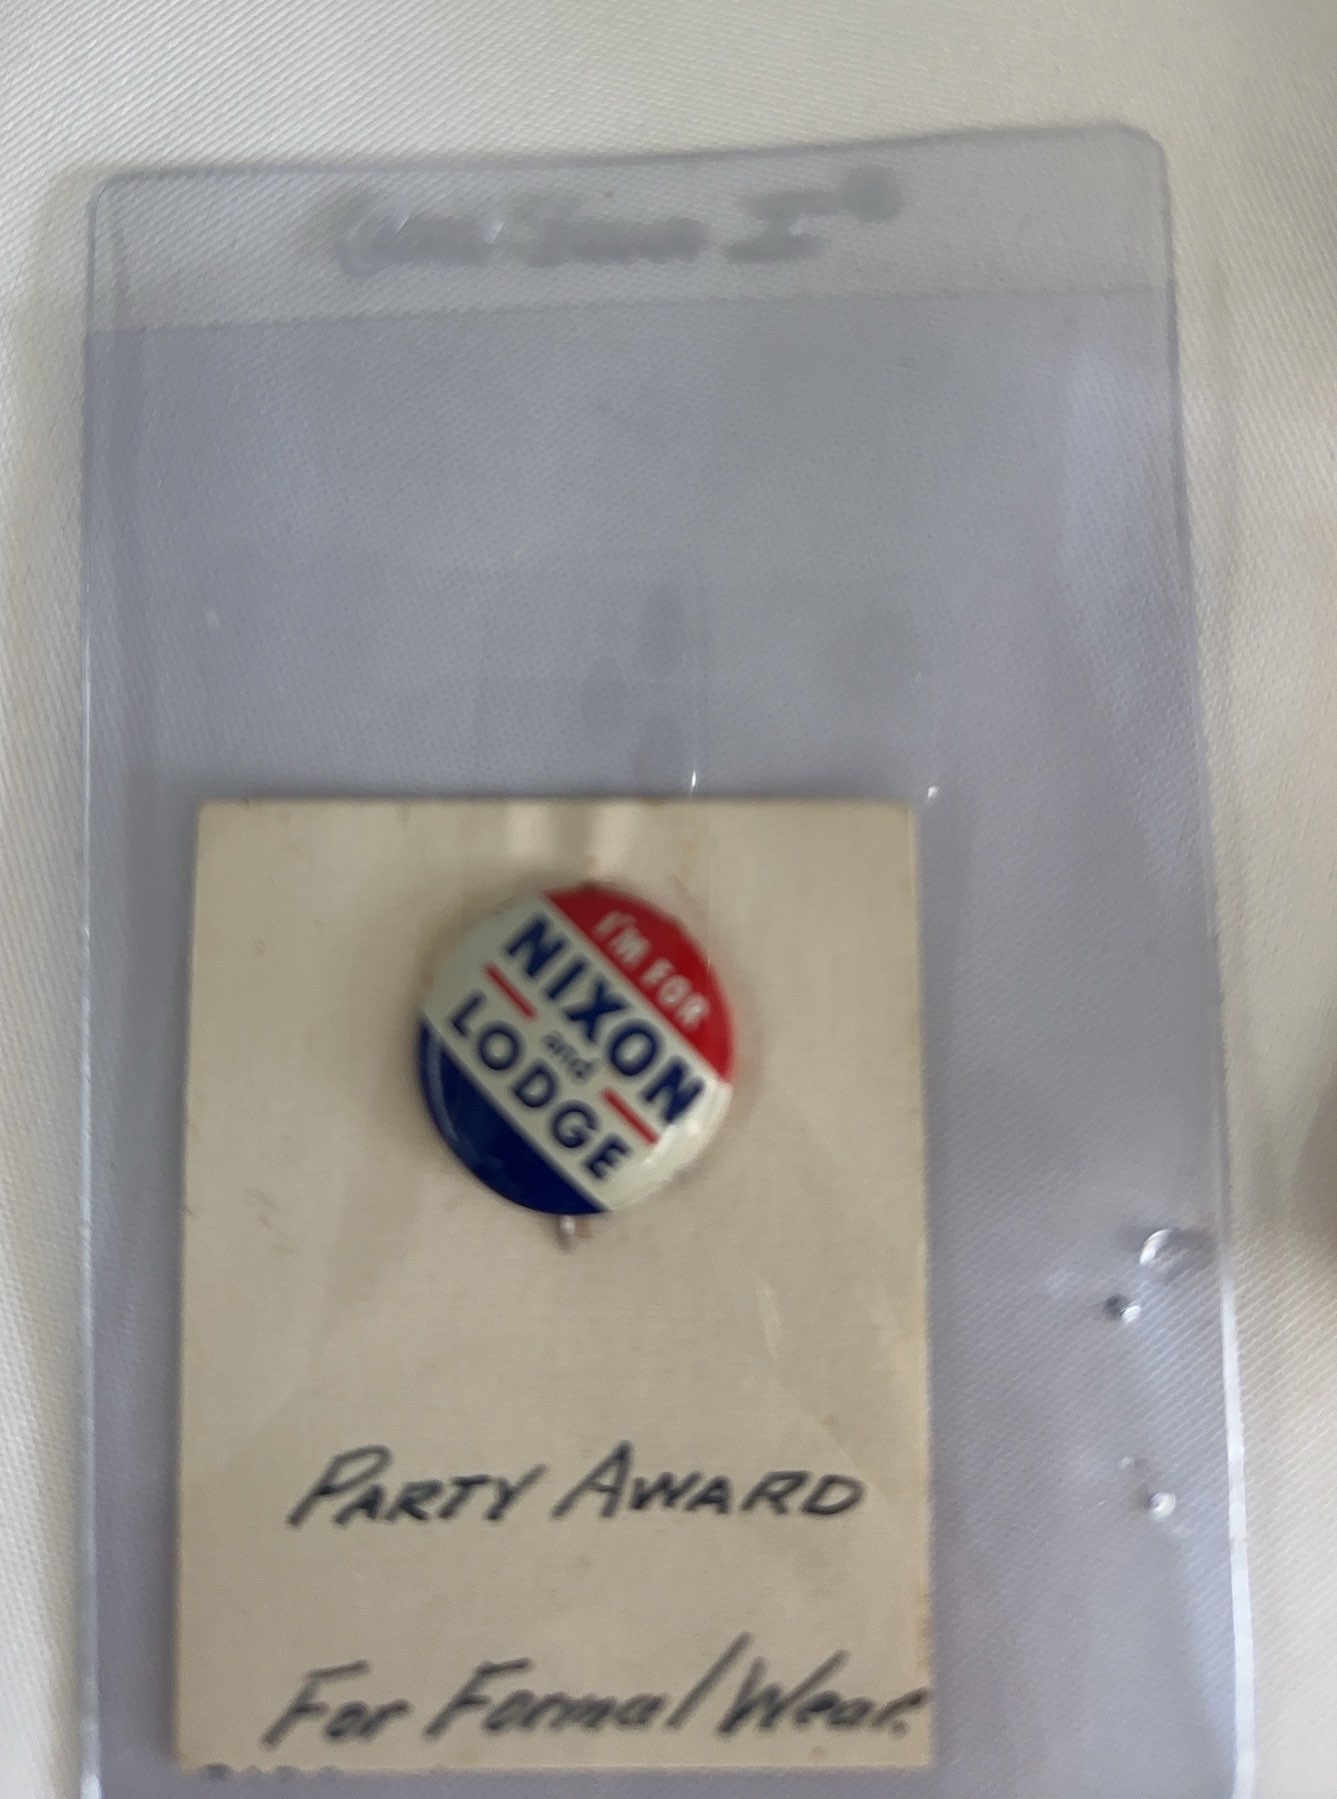 I'M FOR
NIXON
and
LODGE
PARTY AWARD
For Formal Wear.